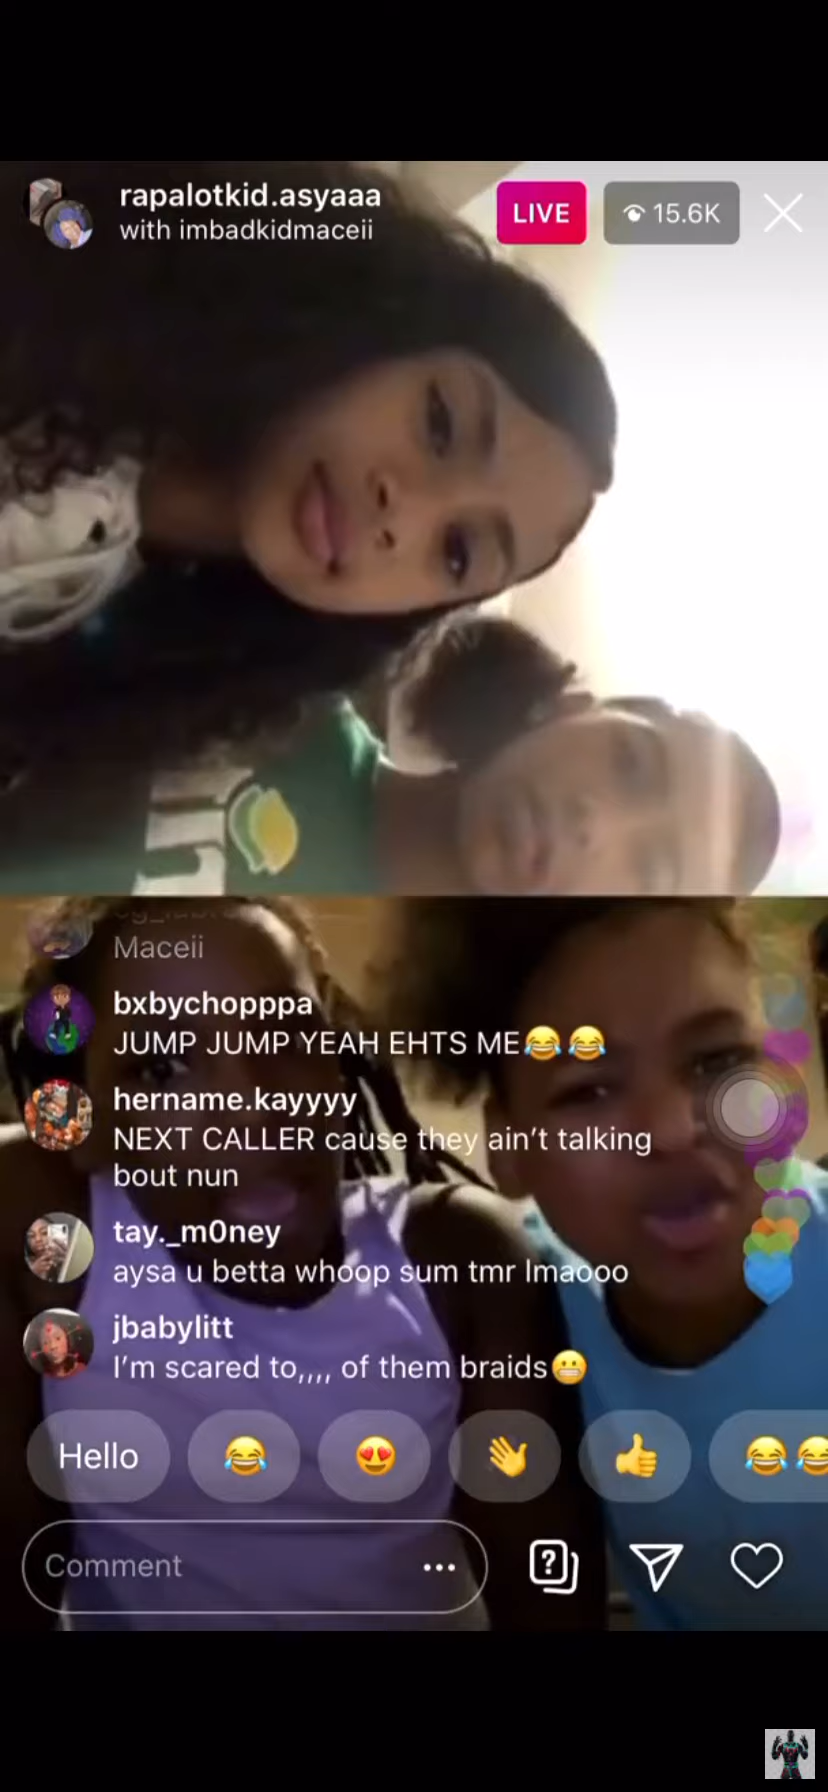 rapalotkid.asyaaa
LIVE
15.6K
with imbadkidmaceii
Maceii
bxbychopppa
JUMP JUMP YEAH EHTS ME😂😂
hername.kayyyy
NEXT CALLER cause they ain’t talking
bout nun
tay._m0ney
aysa u betta whoop sum tmr lmaooo
jbabylitt
I’m scared to,,,, of them braids😬
Hello
😂
😍
👋
👍
😂😂
Comment